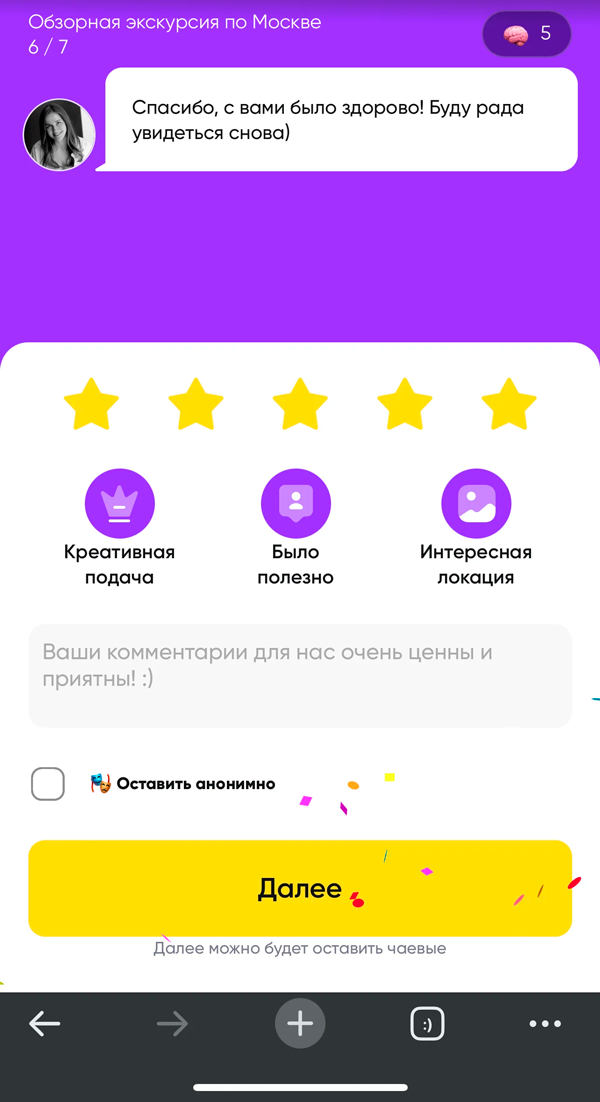 Обзорная экскурсия по Москве
6 / 7
5
Спасибо, с вами было здорово! Буду рада
увидеться снова)
Креативная
подача
Было
полезно
Интересная
локация
Ваши комментарии для нас очень ценны и
приятны! :)
Оставить анонимно
Далее
Далее можно будет оставить чаевые
:)